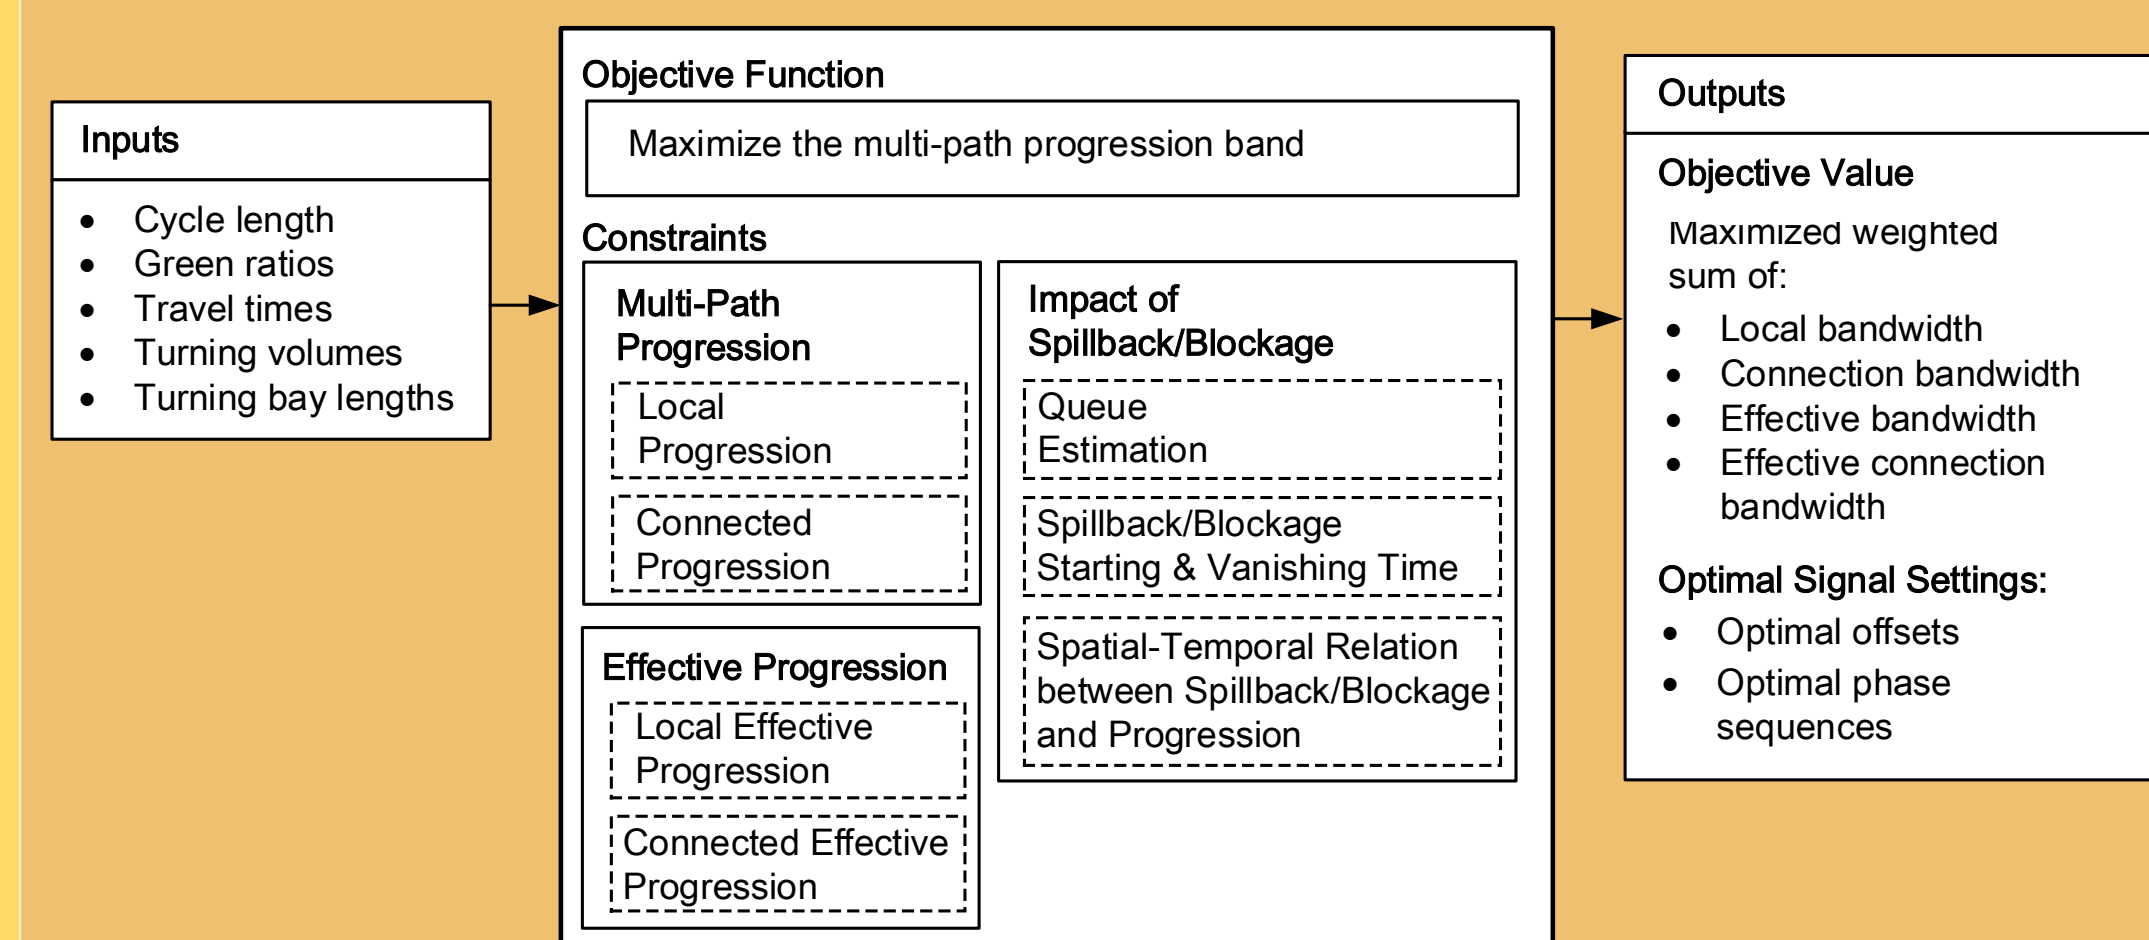 Inputs
• Cycle length
• Green ratios
• Travel times
• Turning volumes
• Turning bay lengths
Objective Function
Maximize the multi-path progression band
Constraints
Multi-Path
Progression
Local
Progression
Connected
Progression
Effective Progression
Local Effective
Progression
Connected Effective
Progression
Impact of
Spillback/Blockage
Queue
Estimation
Spillback/Blockage
Starting & Vanishing Time
Spatial-Temporal Relation
between Spillback/Blockage
and Progression
Outputs
Objective Value
Maximized weighted
sum of:
• Local bandwidth
• Connection bandwidth
• Effective bandwidth
• Effective connection
bandwidth
Optimal Signal Settings:
• Optimal offsets
• Optimal phase
sequences